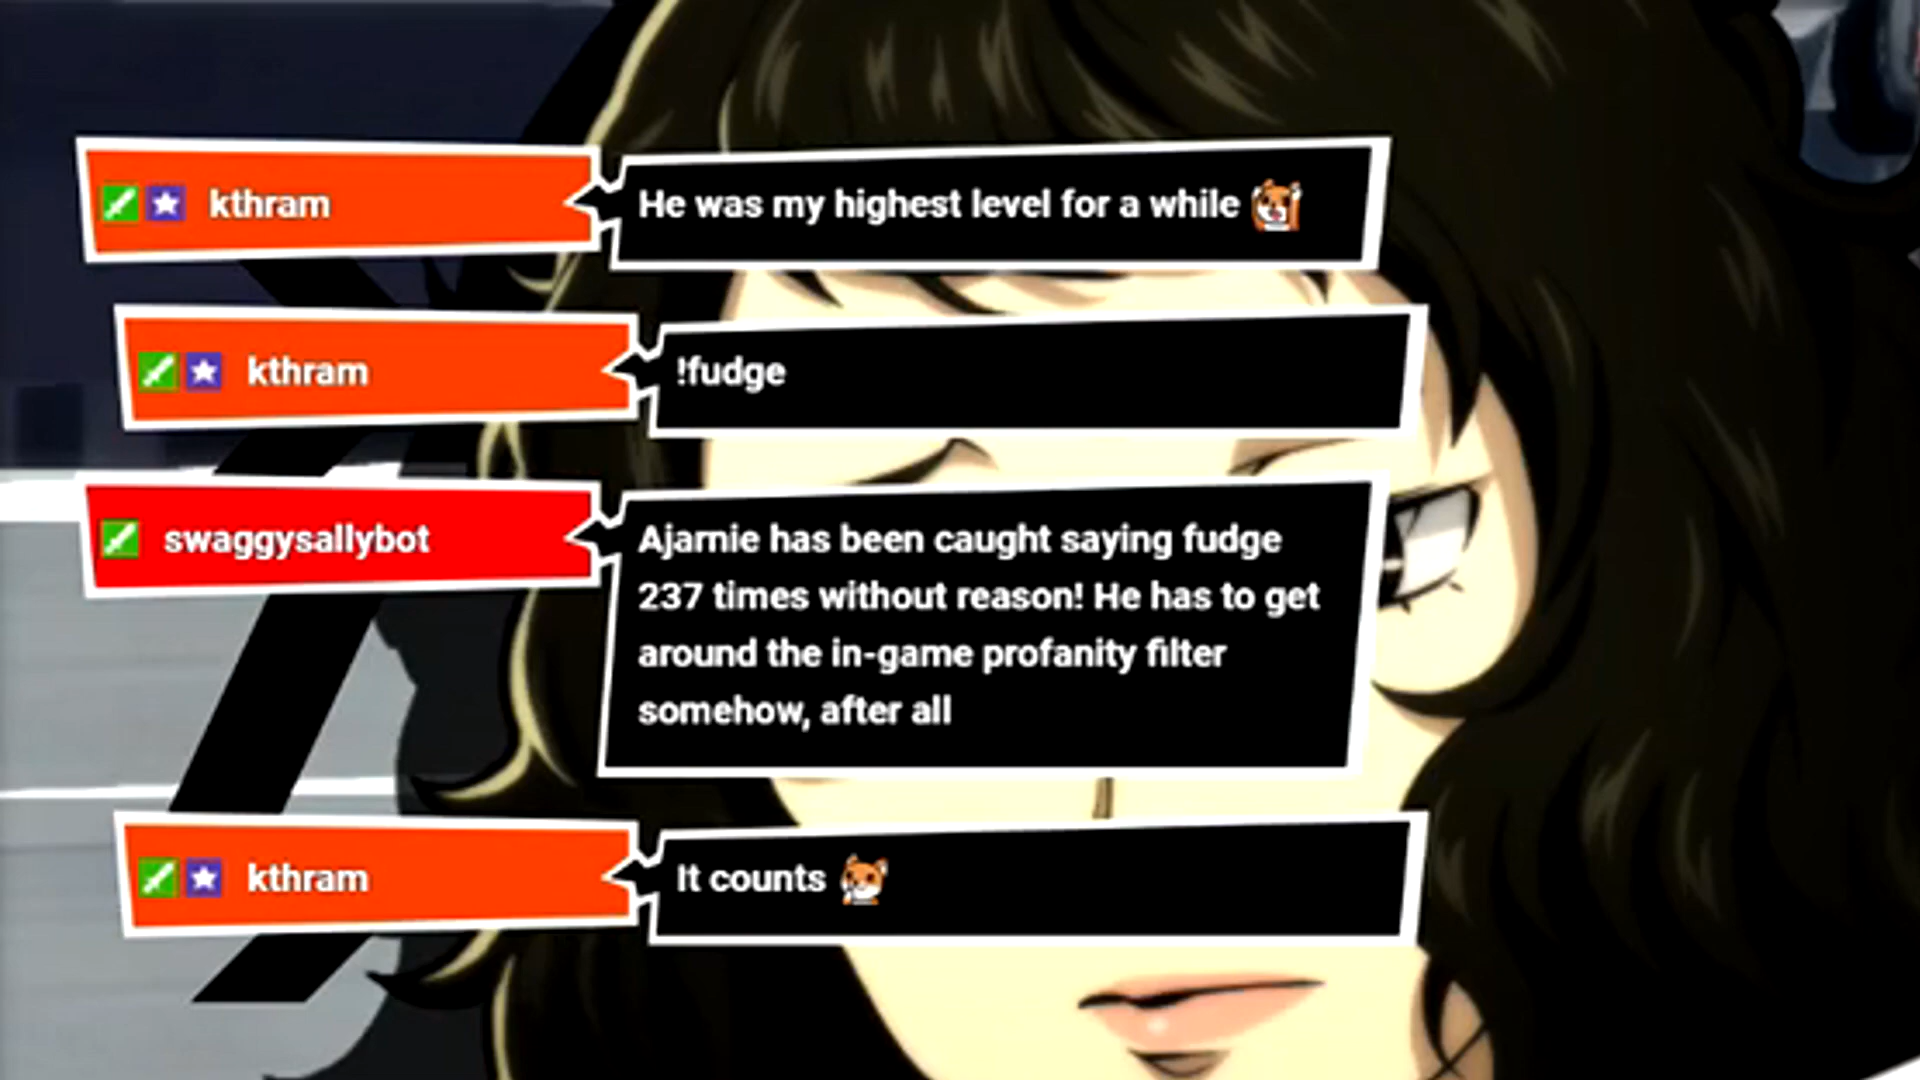 kthram
He was my highest level for a while
kthram
!fudge
swaggysallybot
Ajarnie has been caught saying fudge
237 times without reason! He has to get
around the in-game profanity filter
somehow, after all
kthram
It counts